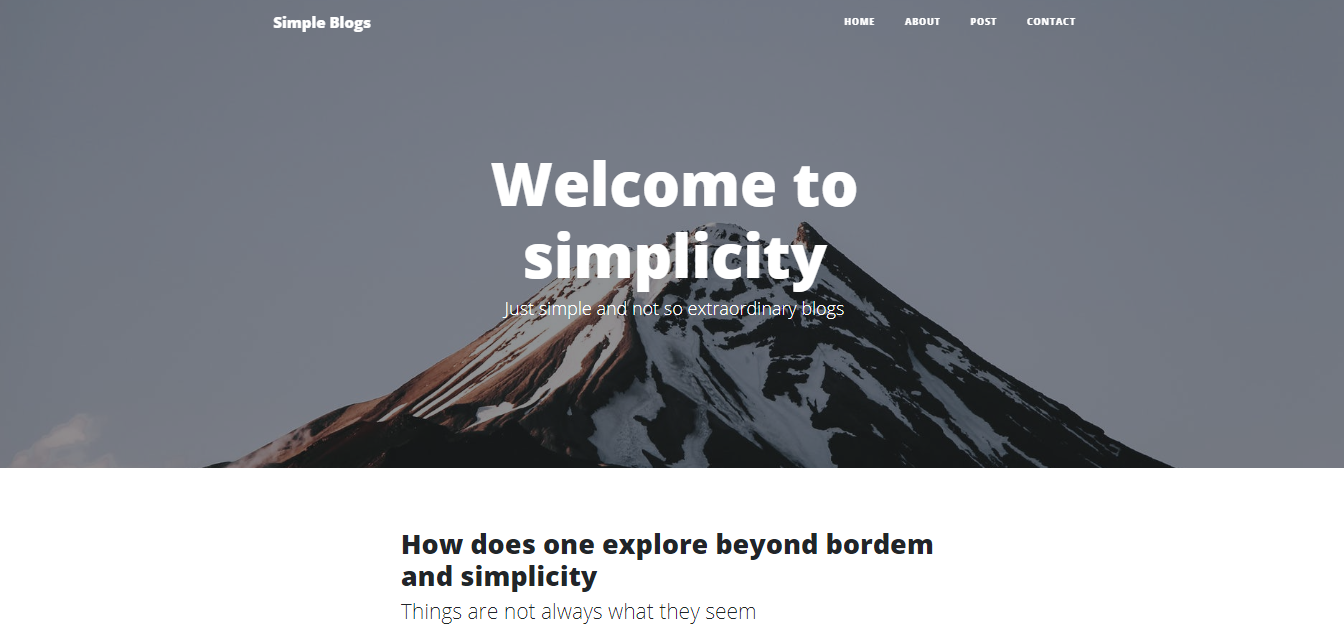 Simple Blogs
HOME ABOUT POST CONTACT
Welcome to
simplicity
Just simple and not so extraordinary blogs
How does one explore beyond bordem
and simplicity
Things are not always what they seem